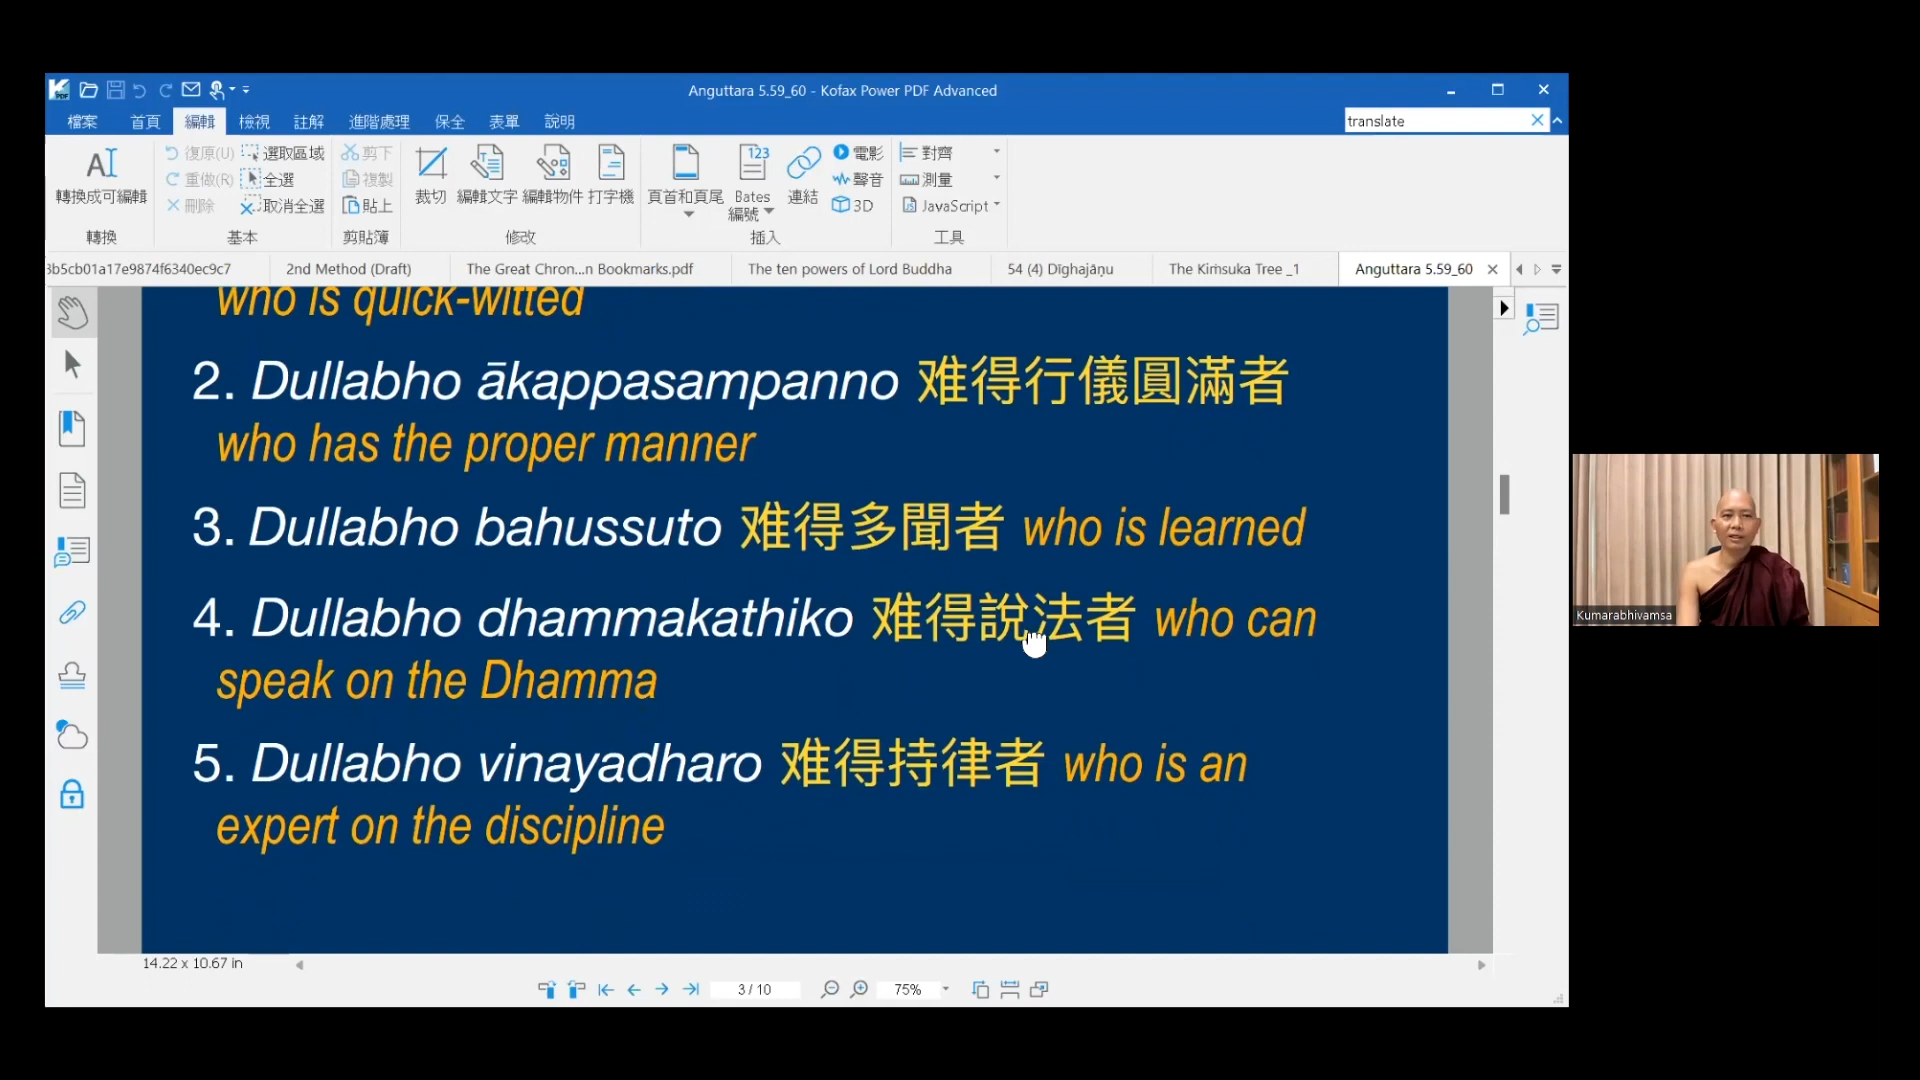 Anguttara 5.59_60 - Kofax Power PDF Advanced
檔案 首頁 編輯 檢視 註解 進階處理 保全 表單 說明 translate
轉換成可編輯 復原(U) 選取區域 剪下 裁切 編輯文字 編輯物件 打字機 頁首和頁尾 Bates 編號 連結 電影 對齊
重做(R) 全選 複製 聲音 測量
刪除 取消全選 貼上 3D JavaScript
轉換 基本 剪貼簿 修改 插入 工具
3b5cb01a17e9874f6340ec9c7 2nd Method (Draft) The Great Chron...n Bookmarks.pdf The ten powers of Lord Buddha 54 (4) Dīghajāṇu The Kiṁsuka Tree _1 Anguttara 5.59_60
who is quick-witted
2. Dullabho ākappasampanno 难得行儀圓滿者
who has the proper manner
3. Dullabho bahussuto 难得多聞者 who is learned
4. Dullabho dhammakathiko 难得說法者 who can
speak on the Dhamma
5. Dullabho vinayadharo 难得持律者 who is an
expert on the discipline
Kumarabhivamsa
14.22 x 10.67 in
3 / 10 75%